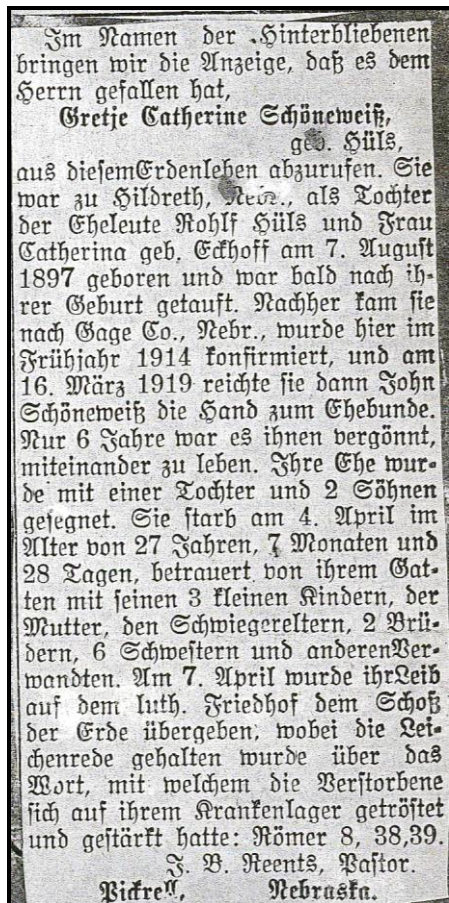 Im Namen der Hinterbliebenen
bringen wir die Anzeige, daß es dem
Herrn gefallen hat,
Gretje Catherine Schöneweiß,
geb. Hüls,
aus diesemErdenleben abzurufen. Sie
war zu Hildreth, Nebr., als Tochter
der Eheleute Rohlf Hüls und Frau
Catherina geb. Eckhoff am 7. August
1897 geboren und war bald nach ih-
rer Geburt getauft. Nachher kam sie
nach Gage Co., Nebr., wurde hier im
Frühjahr 1914 konfirmiert, und am
16. März 1919 reichte sie dann John
Schöneweiß die Hand zum Ehebunde.
Nur 6 Jahre war es ihnen vergönnt,
miteinander zu leben. Ihre Ehe wur-
de mit einer Tochter und 2 Söhnen
gesegnet. Sie starb am 4. April im
Alter von 27 Jahren, 7 Monaten und
28 Tagen, betrauert von ihrem Gat-
ten mit seinen 3 kleinen Kindern, der
Mutter, den Schwiegereltern, 2 Brü-
dern, 6 Schwestern und anderenVer-
wandten. Am 7. April wurde ihrLeib
auf dem luth. Friedhof dem Schoß
der Erde übergeben, wobei die Lei-
chenrede gehalten wurde über das
Wort, mit welchem die Verstorbene
sich auf ihrem Krankenlager getröstet
und gestärkt hatte: Römer 8, 38,39.
J. B. Reents, Pastor.
Pickrell, Nebraska.